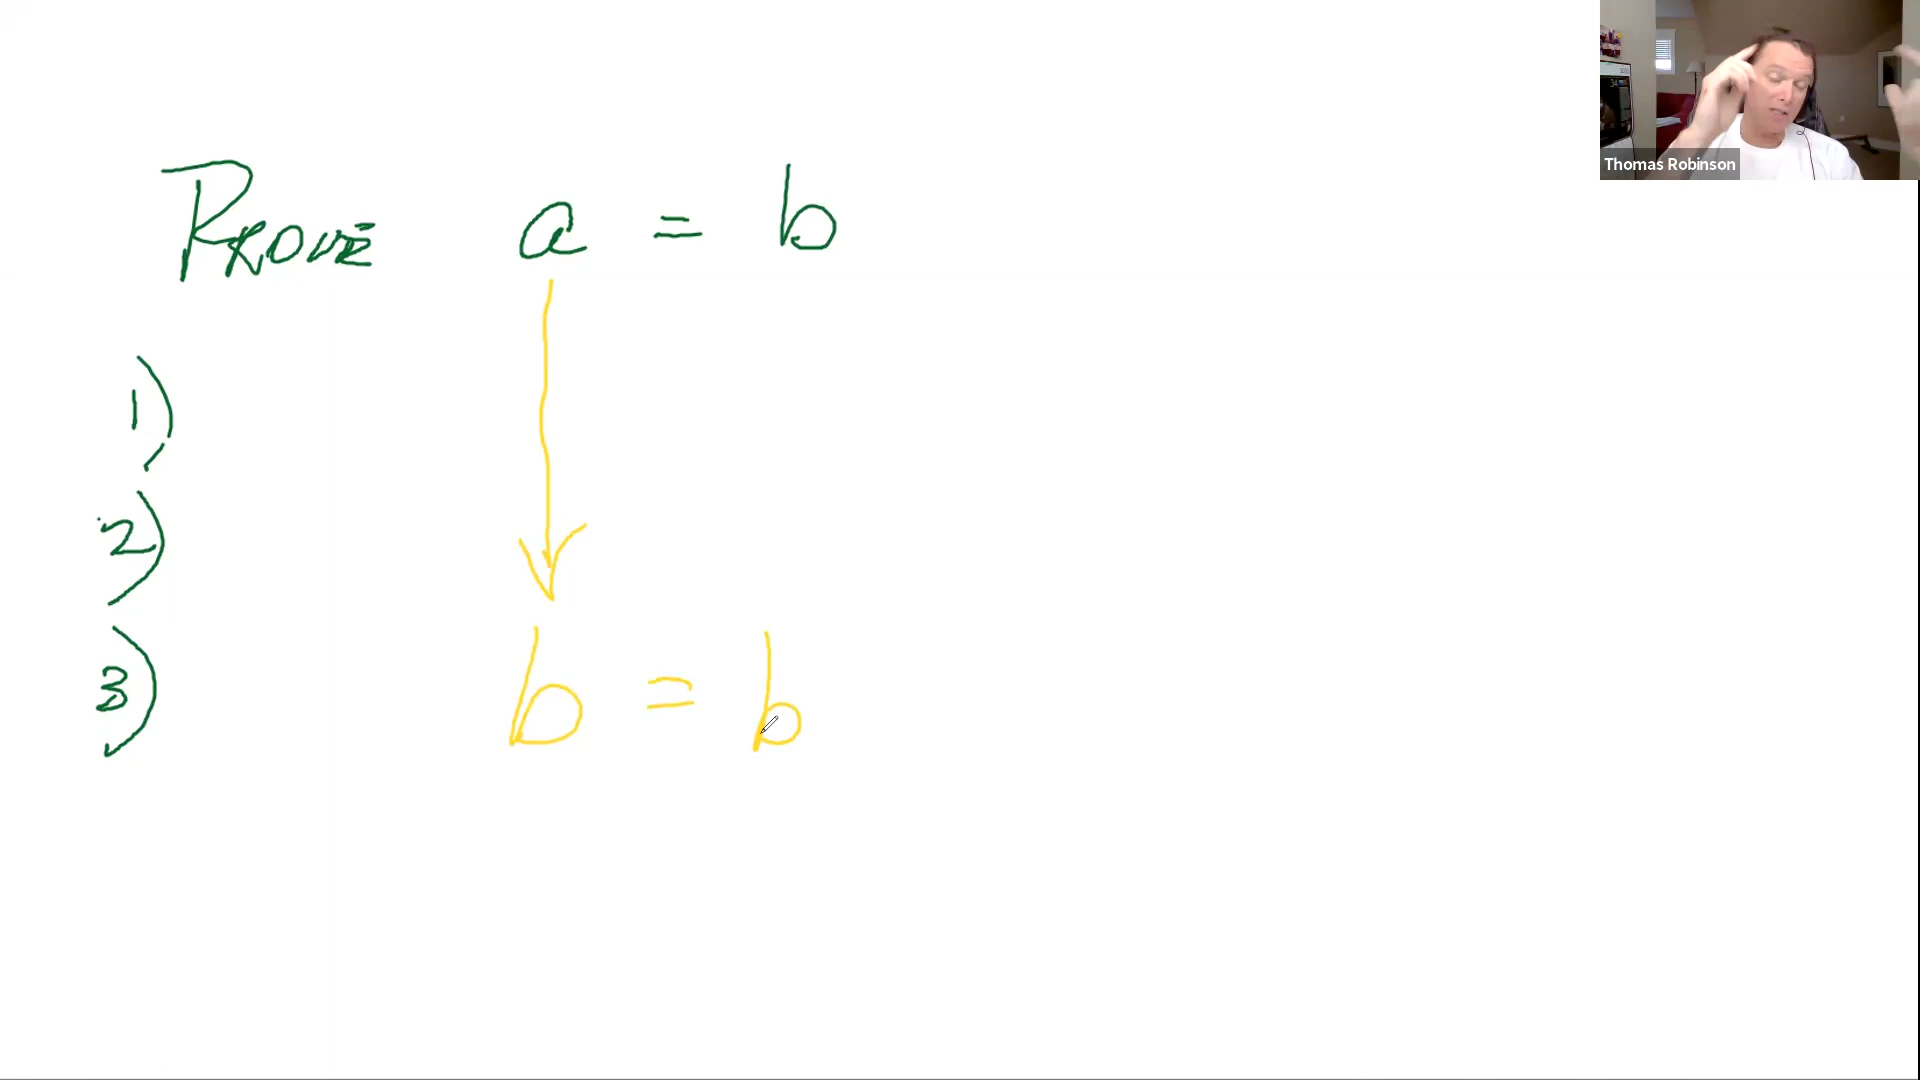 PROVE a = b
1)
2)
3)
b = b
Thomas Robinson